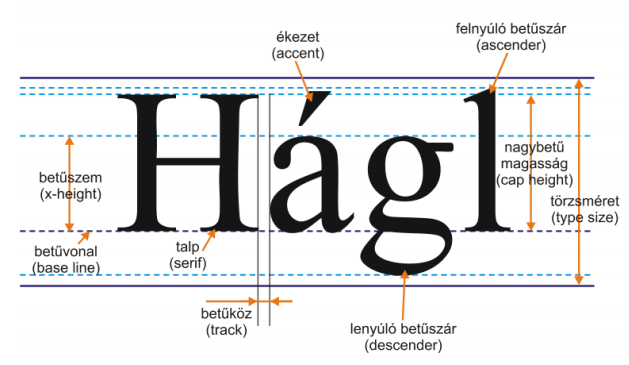 felnyúló betűszár
(ascender)
ékezet
(accent)
Hágl
nagybetű
magasság
(cap height)
betűszem
(x-height)
törzsméret
(type size)
betűvonal
(base line)
talp
(serif)
betűköz
(track)
lenyúló betűszár
(descender)